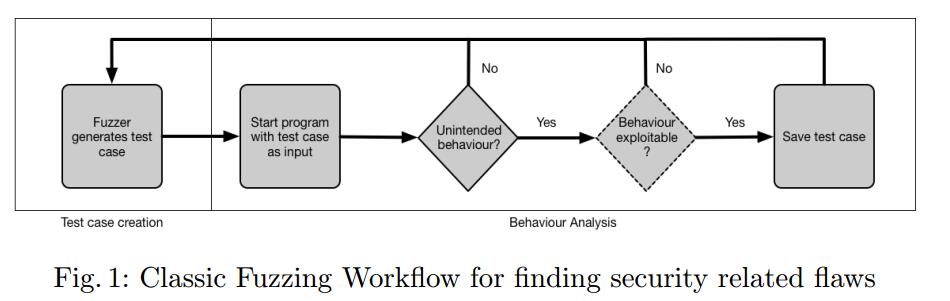 No
No
Fuzzer
generates test
case
Start program
with test case
as input
Unintended
behaviour?
Yes
Behaviour
exploitable
?
Yes
Save test case
Test case creation
Behaviour Analysis
Fig. 1: Classic Fuzzing Workflow for finding security related flaws